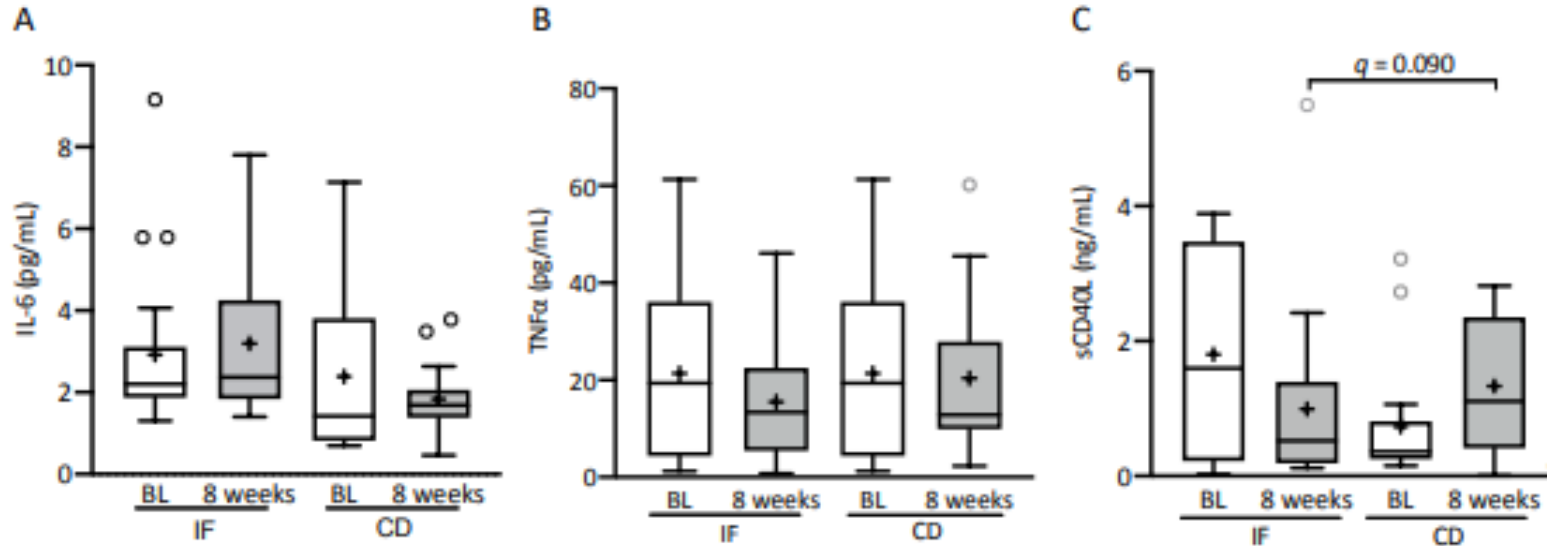 A
IL-6 (pg/mL)
10
8
6
4
2
0
BL 8 weeks BL 8 weeks
IF CD
B
TNFα (pg/mL)
80
60
40
20
0
BL 8 weeks BL 8 weeks
IF CD
C
sCD40L (ng/mL)
q = 0.090
6
4
2
0
BL 8 weeks BL 8 weeks
IF CD